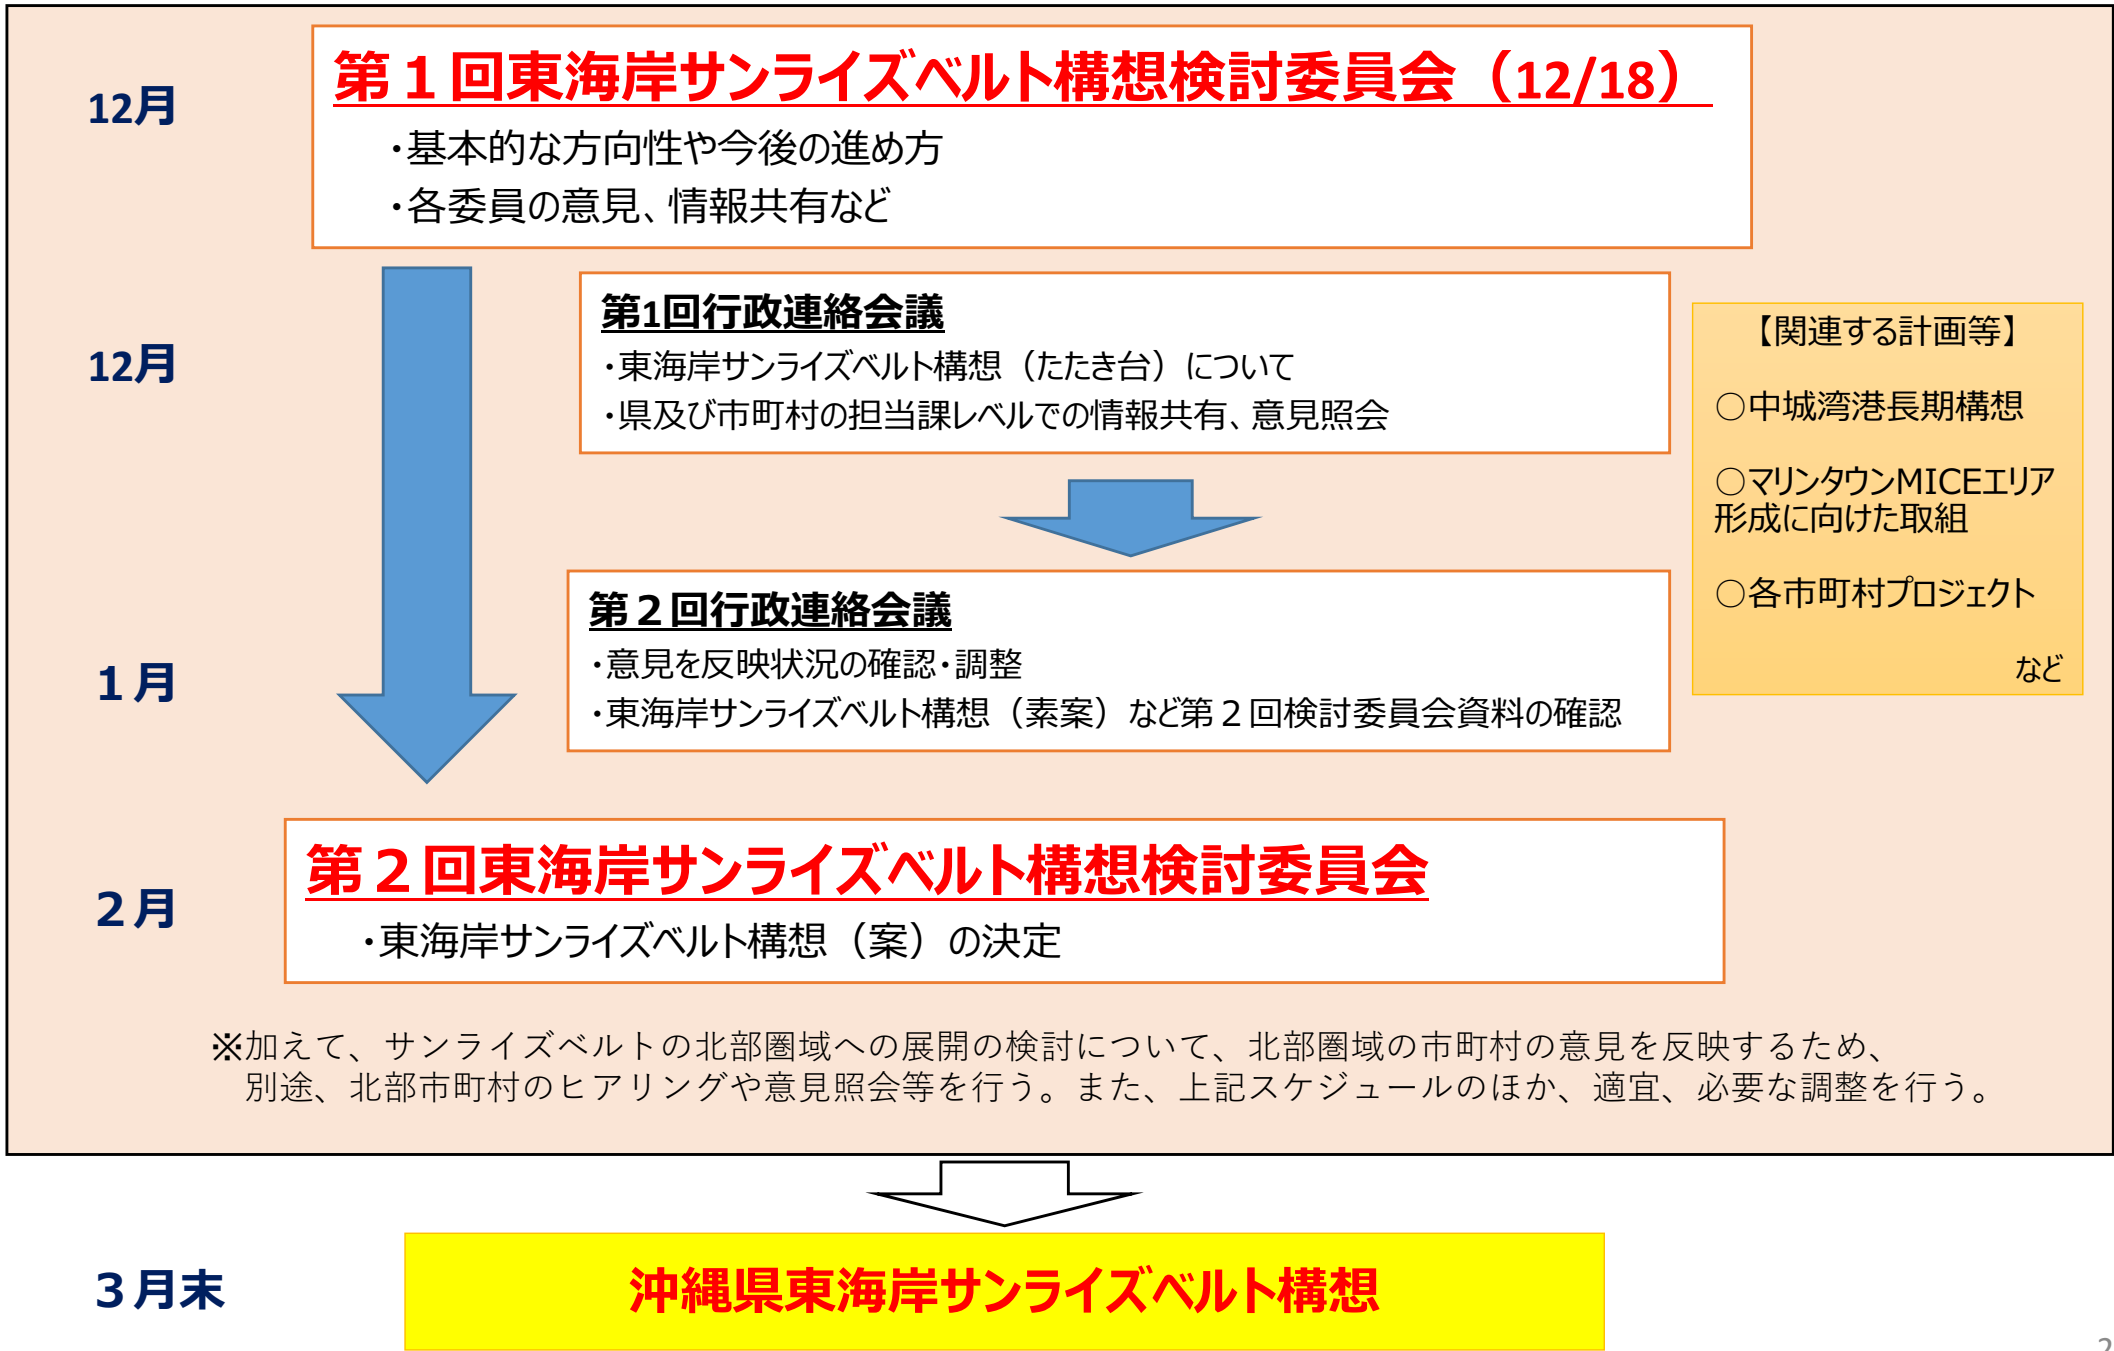 12月
第１回東海岸サンライズベルト構想検討委員会（12/18）
・基本的な方向性や今後の進め方
・各委員の意見、情報共有など
12月
第1回行政連絡会議
・東海岸サンライズベルト構想（たたき台）について
・県及び市町村の担当課レベルでの情報共有、意見照会
【関連する計画等】
○中城湾港長期構想
○マリンタウンMICEエリア
形成に向けた取組
○各市町村プロジェクト
など
１月
第２回行政連絡会議
・意見を反映状況の確認・調整
・東海岸サンライズベルト構想（素案）など第２回検討委員会資料の確認
２月
第２回東海岸サンライズベルト構想検討委員会
・東海岸サンライズベルト構想（案）の決定
※加えて、サンライズベルトの北部圏域への展開の検討について、北部圏域の市町村の意見を反映するため、
別途、北部市町村のヒアリングや意見照会等を行う。また、上記スケジュールのほか、適宜、必要な調整を行う。
３月末
沖縄県東海岸サンライズベルト構想
2